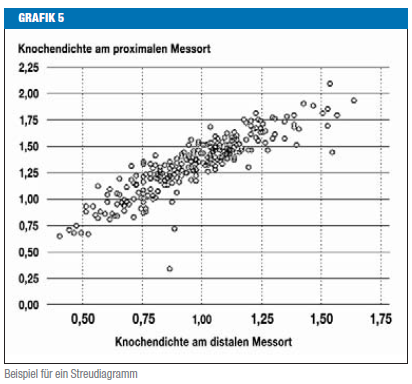 GRAFIK 5
Knochendichte am proximalen Messort
2,25
2,00
1,75
1,50
1,25
1,00
0,75
0,50
0,25
0,00
0,50 0,75 1,00 1,25 1,50 1,75
Knochendichte am distalen Messort
Beispiel für ein Streudiagramm